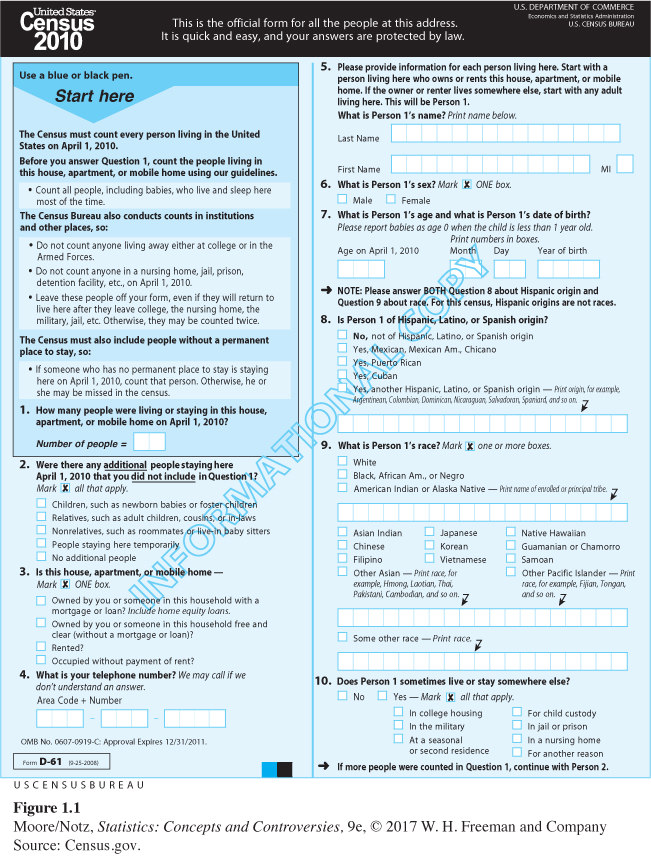 United States®
Census
2010
This is the official form for all the people at this address.
It is quick and easy, and your answers are protected by law.
U.S. DEPARTMENT OF COMMERCE
Economics and Statistics Administration
U.S. CENSUS BUREAU
Use a blue or black pen.
Start here
The Census must count every person living in the United
States on April 1, 2010.
Before you answer Question 1, count the people living in
this house, apartment, or mobile home using our guidelines.
• Count all people, including babies, who live and sleep here
most of the time.
The Census Bureau also conducts counts in institutions
and other places, so:
• Do not count anyone living away either at college or in the
Armed Forces.
• Do not count anyone in a nursing home, jail, prison,
detention facility, etc., on April 1, 2010.
• Leave these people off your form, even if they will return to
live here after they leave college, the nursing home, the
military, jail, etc. Otherwise, they may be counted twice.
The Census must also include people without a permanent
place to stay, so:
• If someone who has no permanent place to stay is staying
here on April 1, 2010, count that person. Otherwise, he or
she may be missed in the census.
1. How many people were living or staying in this house,
apartment, or mobile home on April 1, 2010?
Number of people =
2. Were there any additional people staying here
April 1, 2010 that you did not include in Question 1?
Mark X all that apply.
Children, such as newborn babies or foster children
Relatives, such as adult children, cousins, or in-laws
Nonrelatives, such as roommates or live-in baby sitters
People staying here temporarily
No additional people
3. Is this house, apartment, or mobile home —
Mark X ONE box.
Owned by you or someone in this household with a
mortgage or loan? Include home equity loans.
Owned by you or someone in this household free and
clear (without a mortgage or loan)?
Rented?
Occupied without payment of rent?
4. What is your telephone number? We may call if we
don't understand an answer.
Area Code + Number
– –
OMB No. 0607-0919-C: Approval Expires 12/31/2011.
Form D-61 (9-25-2008)
5. Please provide information for each person living here. Start with a
person living here who owns or rents this house, apartment, or mobile
home. If the owner or renter lives somewhere else, start with any adult
living here. This will be Person 1.
What is Person 1's name? Print name below.
Last Name
First Name MI
6. What is Person 1's sex? Mark X ONE box.
Male Female
7. What is Person 1's age and what is Person 1's date of birth?
Please report babies as age 0 when the child is less than 1 year old.
Print numbers in boxes.
Age on April 1, 2010 Month Day Year of birth
➔ NOTE: Please answer BOTH Question 8 about Hispanic origin and
Question 9 about race. For this census, Hispanic origins are not races.
8. Is Person 1 of Hispanic, Latino, or Spanish origin?
No, not of Hispanic, Latino, or Spanish origin
Yes, Mexican, Mexican Am., Chicano
Yes, Puerto Rican
Yes, Cuban
Yes, another Hispanic, Latino, or Spanish origin — Print origin, for example,
Argentinean, Colombian, Dominican, Nicaraguan, Salvadoran, Spaniard, and so on.
9. What is Person 1's race? Mark X one or more boxes.
White
Black, African Am., or Negro
American Indian or Alaska Native — Print name of enrolled or principal tribe.
Asian Indian Japanese Native Hawaiian
Chinese Korean Guamanian or Chamorro
Filipino Vietnamese Samoan
Other Asian — Print race, for Other Pacific Islander — Print
example, Hmong, Laotian, Thai, race, for example, Fijian, Tongan,
Pakistani, Cambodian, and so on. and so on.
Some other race — Print race.
10. Does Person 1 sometimes live or stay somewhere else?
No Yes — Mark X all that apply.
In college housing For child custody
In the military In jail or prison
At a seasonal In a nursing home
or second residence For another reason
➔ If more people were counted in Question 1, continue with Person 2.
INFORMATIONAL COPY
USCENSUSBUREAU
Figure 1.1
Moore/Notz, Statistics: Concepts and Controversies, 9e, © 2017 W. H. Freeman and Company
Source: Census.gov.